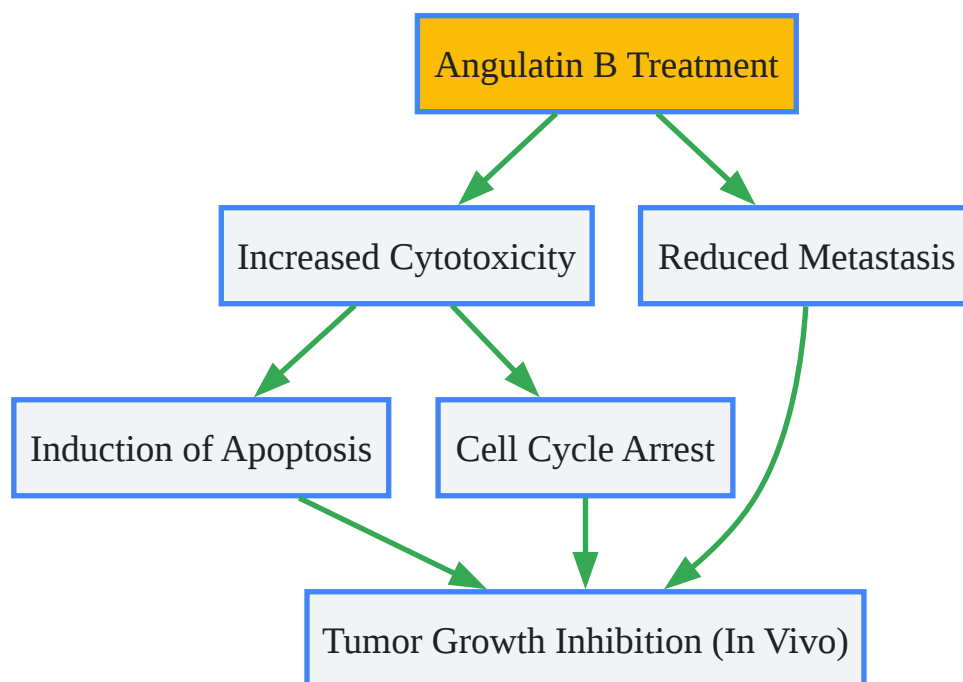 Angulatin B Treatment
Increased Cytotoxicity
Reduced Metastasis
Induction of Apoptosis
Cell Cycle Arrest
Tumor Growth Inhibition (In Vivo)